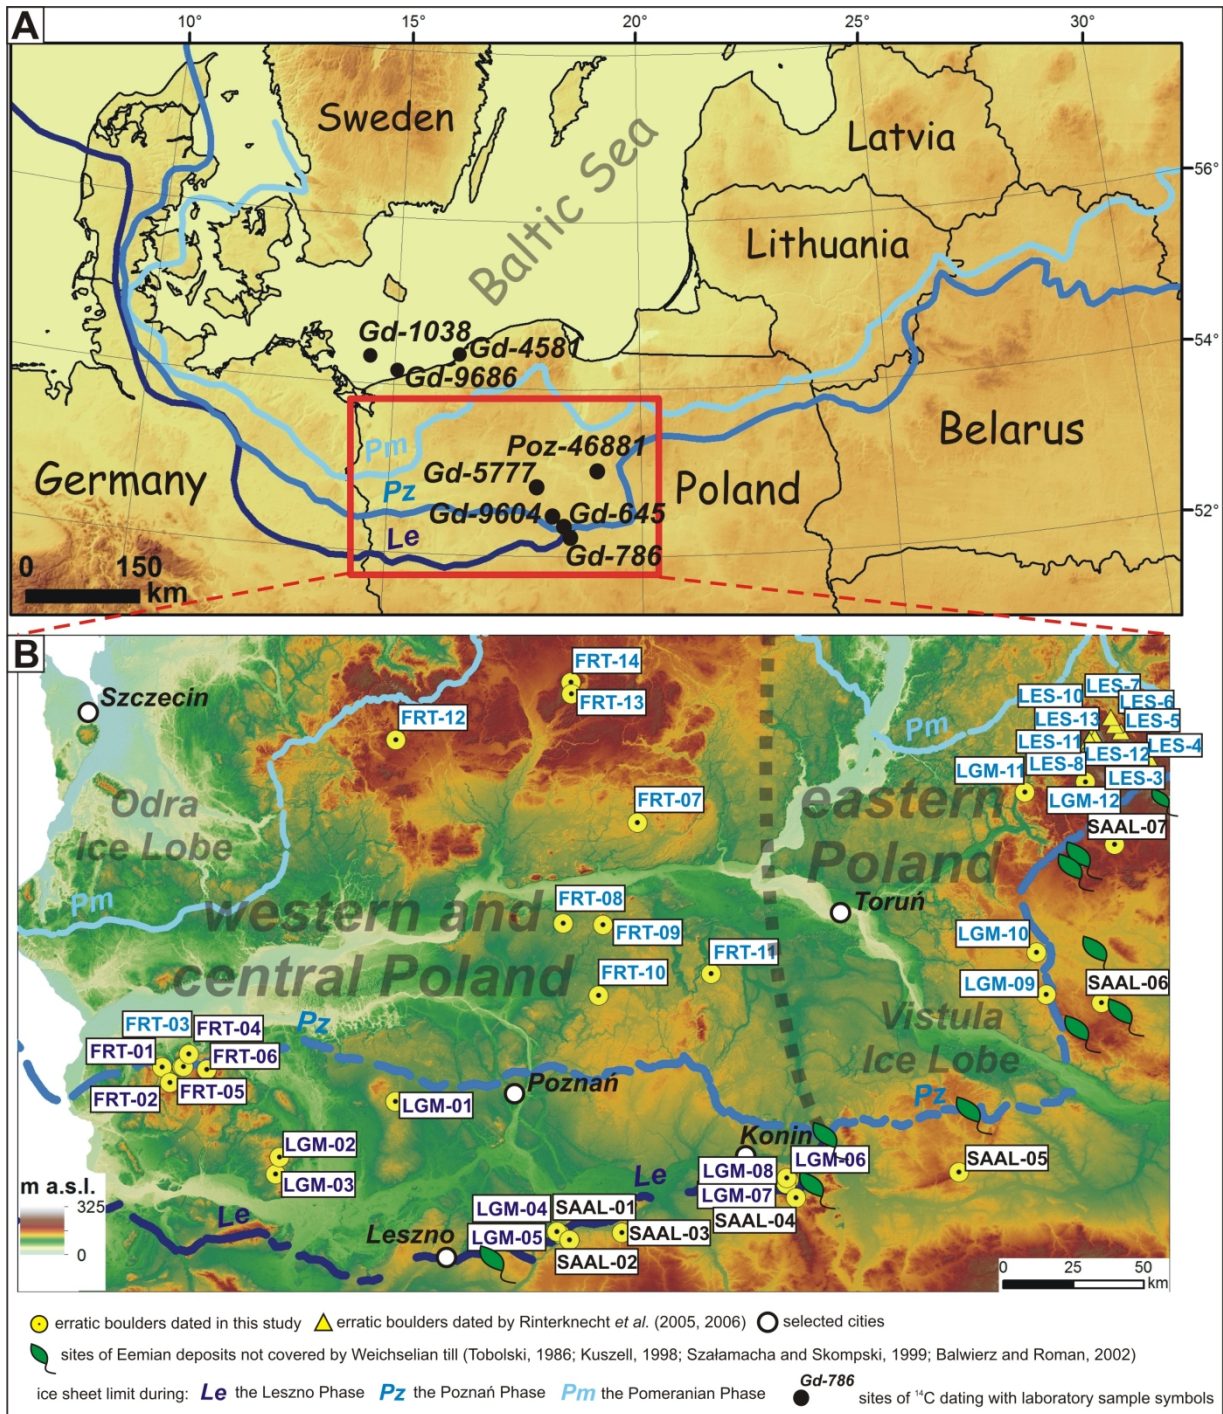 A
10°
15°
20°
25°
30°
Sweden
Latvia
56°
Baltic Sea
Lithuania
54°
Gd-1038
Gd-4581
Gd-9686
Belarus
Pm
Poz-46881
Germany
Gd-5777
Pz
Poland
Gd-9604
Gd-645
52°
Le
Gd-786
0
150
km
B
Szczecin
FRT-14
FRT-13
FRT-12
LES-7
LES-10
LES-6
LES-13
LES-5
Pm
LES-11
LES-12
LES-4
LGM-11
LES-8
LES-3
FRT-07
LGM-12
SAAL-07
Odra
Ice Lobe
eastern
Poland
Pm
western and
central Poland
FRT-08
Toruń
FRT-09
FRT-11
LGM-10
FRT-10
LGM-09
SAAL-06
Vistula
Ice Lobe
Pz
FRT-03
FRT-04
FRT-01
FRT-06
FRT-02
FRT-05
Poznań
Pz
LGM-01
Konin
LGM-02
LGM-08
LGM-06
SAAL-05
LGM-03
Le
LGM-07
m a.s.l.
325
0
Le
LGM-04
SAAL-01
SAAL-04
Leszno
LGM-05
SAAL-03
SAAL-02
0
25
50
km
erratic boulders dated in this study
erratic boulders dated by Rinterknecht et al. (2005, 2006)
selected cities
sites of Eemian deposits not covered by Weichselian till (Tobolski, 1986; Kuszell, 1998; Szałamacha and Skompski, 1999; Balwierz and Roman, 2002)
ice sheet limit during: Le the Leszno Phase Pz the Poznań Phase Pm the Pomeranian Phase
Gd-786
sites of ¹⁴C dating with laboratory sample symbols